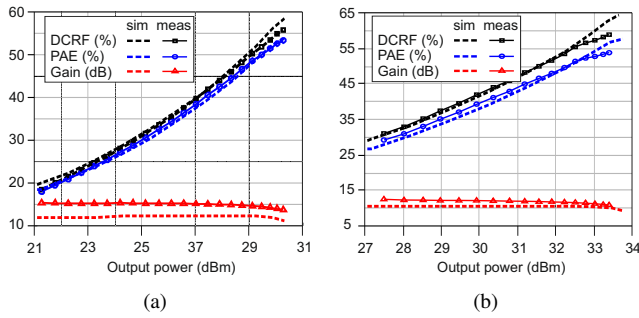 60
50
40
30
20
10
sim meas
DCRF (%)
PAE (%)
Gain (dB)
21 23 25 37 29 31
Output power (dBm)
(a)
65
55
45
35
25
15
5
sim meas
DCRF (%)
PAE (%)
Gain (dB)
27 28 29 30 31 32 33 34
Output power (dBm)
(b)